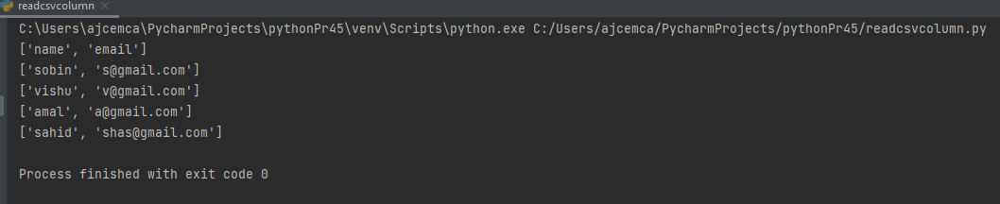 readcsvcolumn
C:\Users\ajcemca\PycharmProjects\pythonPr45\venv\Scripts\python.exe C:/Users/ajcemca/PycharmProjects/pythonPr45/readcsvcolumn.py
['name', 'email']
['sobin', 's@gmail.com']
['vishu', 'v@gmail.com']
['amal', 'a@gmail.com']
['sahid', 'shas@gmail.com']
Process finished with exit code 0